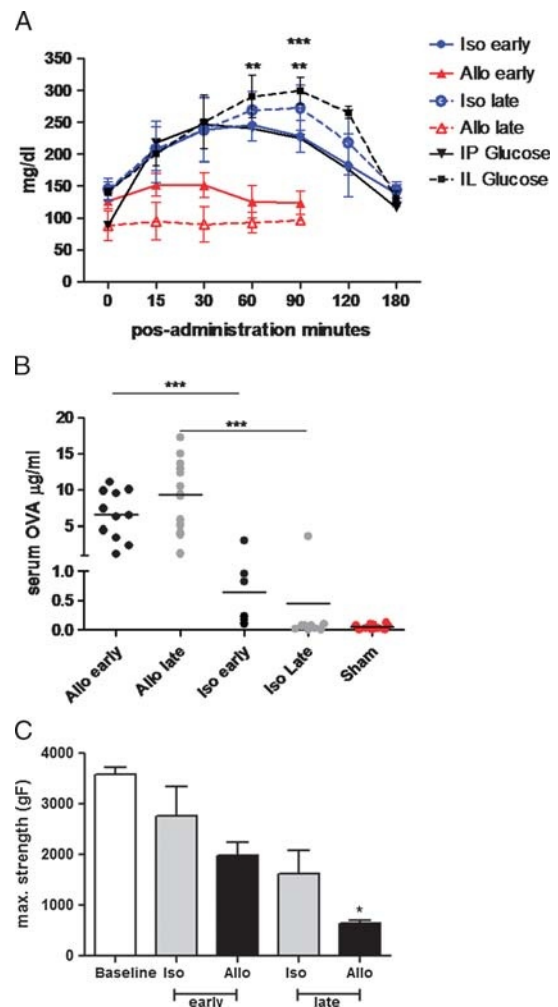 A
mg/dl
350
300
250
200
150
100
50
0
** ***
**
0 15 30 60 90 120 180
pos-administration minutes
Iso early
Allo early
Iso late
Allo late
IP Glucose
IL Glucose
B
serum OVA µg/ml
20
15
10
5
1.0
0.5
0.0
***
***
Allo early Allo late Iso early Iso Late Sham
C
max. strength (gF)
4000
3000
2000
1000
0
*
Baseline Iso Allo Iso Allo
early late